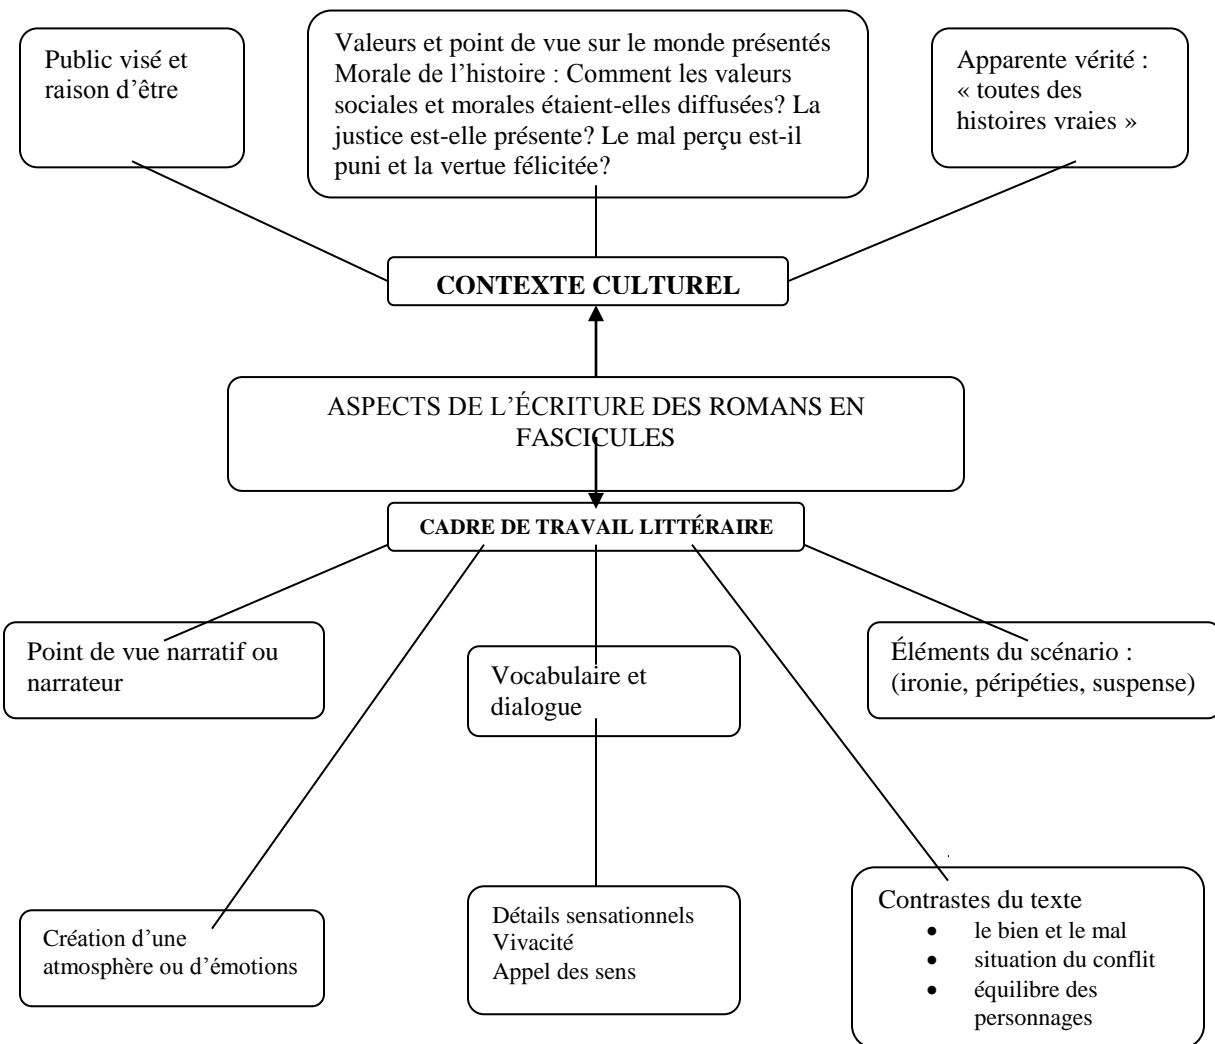 Public visé et
raison d'être
Valeurs et point de vue sur le monde présentés
Morale de l'histoire : Comment les valeurs
sociales et morales étaient-elles diffusées? La
justice est-elle présente? Le mal perçu est-il
puni et la vertue félicitée?
Apparente vérité :
« toutes des
histoires vraies »
CONTEXTE CULTUREL
ASPECTS DE L'ÉCRITURE DES ROMANS EN
FASCICULES
CADRE DE TRAVAIL LITTÉRAIRE
Point de vue narratif ou
narrateur
Vocabulaire et
dialogue
Éléments du scénario :
(ironie, péripéties, suspense)
Création d'une
atmosphère ou d'émotions
Détails sensationnels
Vivacité
Appel des sens
Contrastes du texte
• le bien et le mal
• situation du conflit
• équilibre des
personnages